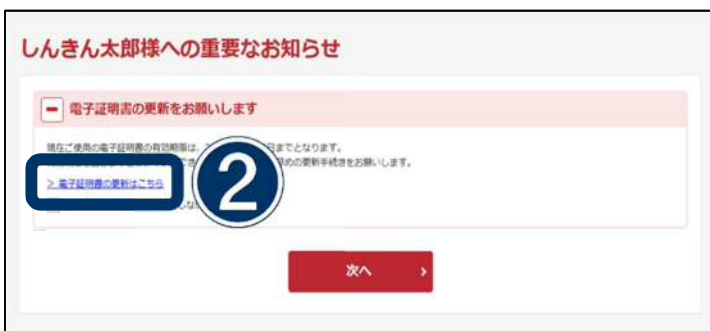 しんきん太郎様への重要なお知らせ
電子証明書の更新をお願いします
現在ご使用の電子証明書の有効期限は、 日までとなります。
の更新手続きをお願いします。
> 電子証明書の更新はこちら
2
次へ